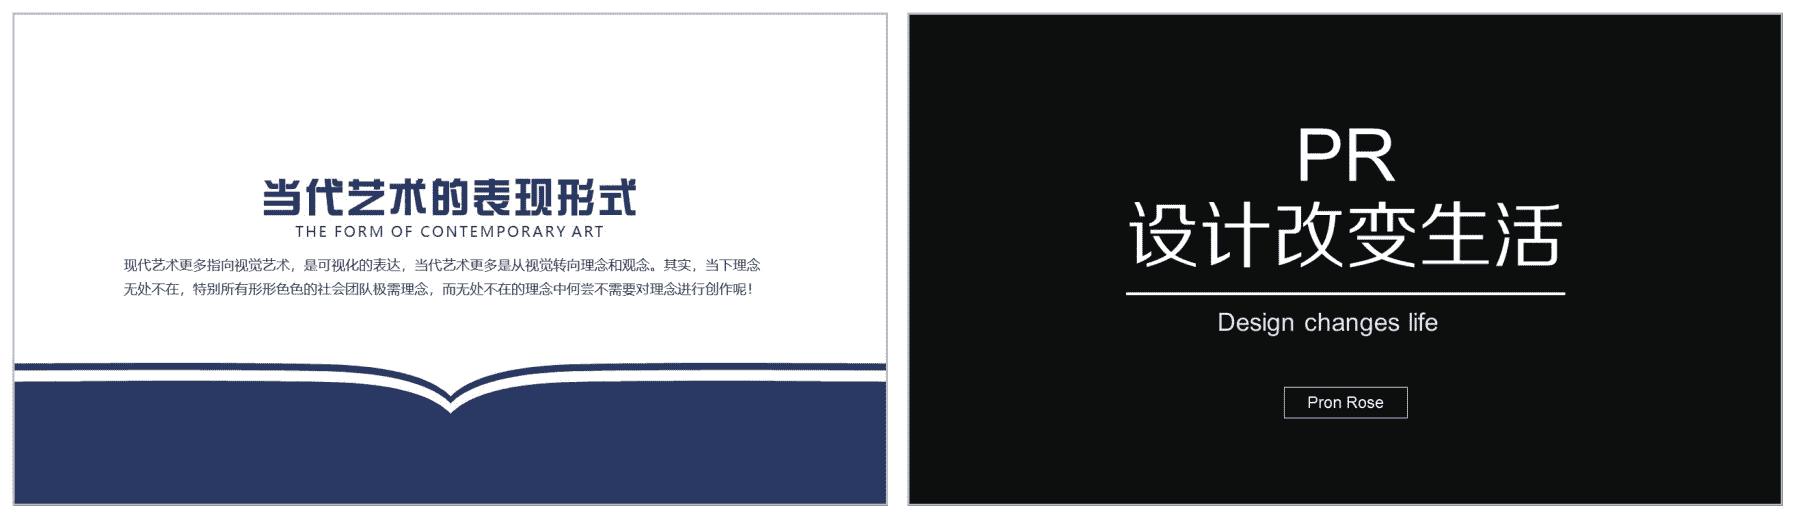 当代艺术的表现形式
THE FORM OF CONTEMPORARY ART
现代艺术更多指向视觉艺术，是可视化的表达，当代艺术更多是从视觉转向理念和观念。其实，当下理念
无处不在，特别所有形形色色的社会团队极需理念，而无处不在的理念中何尝不需要对理念进行创作呢！
PR
设计改变生活
Design changes life
Pron Rose